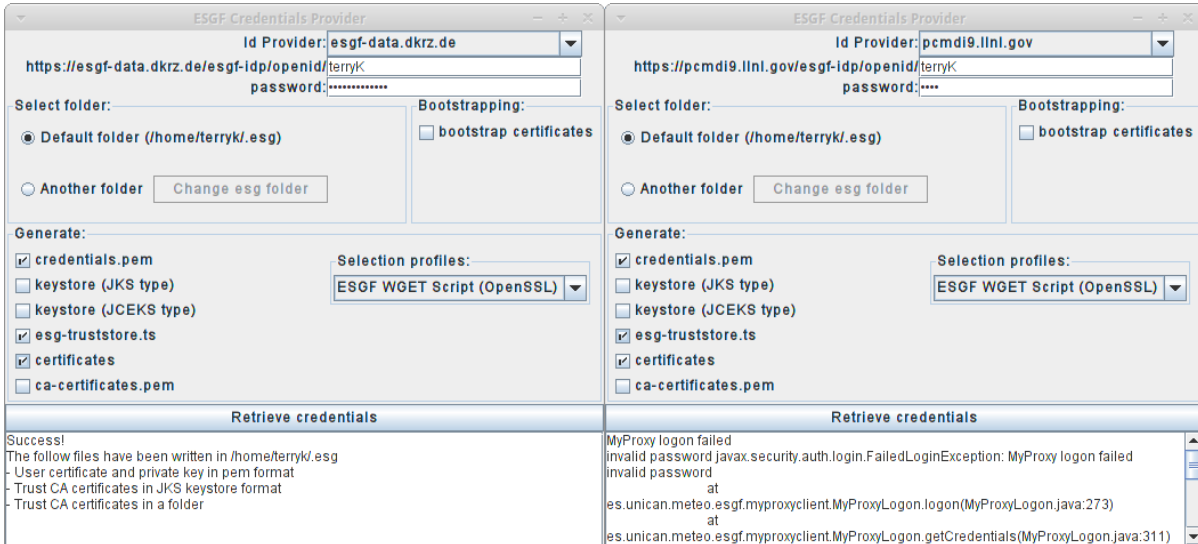 ESGF Credentials Provider
Id Provider: esgf-data.dkrz.de
https://esgf-data.dkrz.de/esgf-idp/openid/ terryK
password: •••••••••••••
Select folder:
Bootstrapping:
Default folder (/home/terryk/.esg)
bootstrap certificates
Another folder
Change esg folder
Generate:
credentials.pem
Selection profiles:
keystore (JKS type)
ESGF WGET Script (OpenSSL)
keystore (JCEKS type)
esg-truststore.ts
certificates
ca-certificates.pem
Retrieve credentials
Success!
The follow files have been written in /home/terryk/.esg
- User certificate and private key in pem format
- Trust CA certificates in JKS keystore format
- Trust CA certificates in a folder
ESGF Credentials Provider
Id Provider: pcmdi9.llnl.gov
https://pcmdi9.llnl.gov/esgf-idp/openid/ terryK
password: ••••
Select folder:
Bootstrapping:
Default folder (/home/terryk/.esg)
bootstrap certificates
Another folder
Change esg folder
Generate:
credentials.pem
Selection profiles:
keystore (JKS type)
ESGF WGET Script (OpenSSL)
keystore (JCEKS type)
esg-truststore.ts
certificates
ca-certificates.pem
Retrieve credentials
MyProxy logon failed
invalid password javax.security.auth.login.FailedLoginException: MyProxy logon failed
invalid password
at
es.unican.meteo.esgf.myproxyclient.MyProxyLogon.logon(MyProxyLogon.java:273)
at
es.unican.meteo.esgf.myproxyclient.MyProxyLogon.getCredentials(MyProxyLogon.java:311)